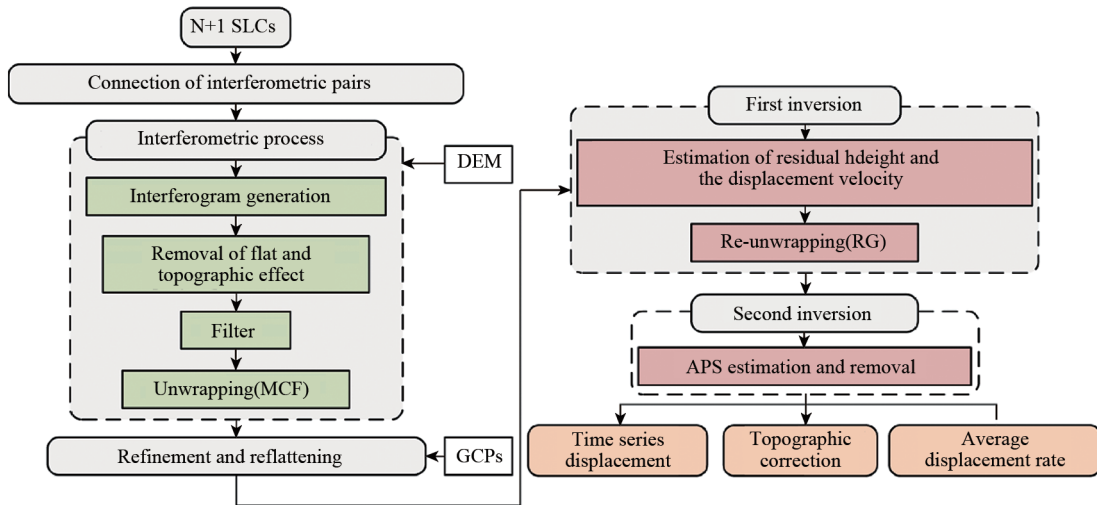 N+1 SLCs
Connection of interferometric pairs
Interferometric process
DEM
Interferogram generation
Removal of flat and
topographic effect
Filter
Unwrapping(MCF)
Refinement and reflattening
GCPs
First inversion
Estimation of residual hdeight and
the displacement velocity
Re-unwrapping(RG)
Second inversion
APS estimation and removal
Time series
displacement
Topographic
correction
Average
displacement rate